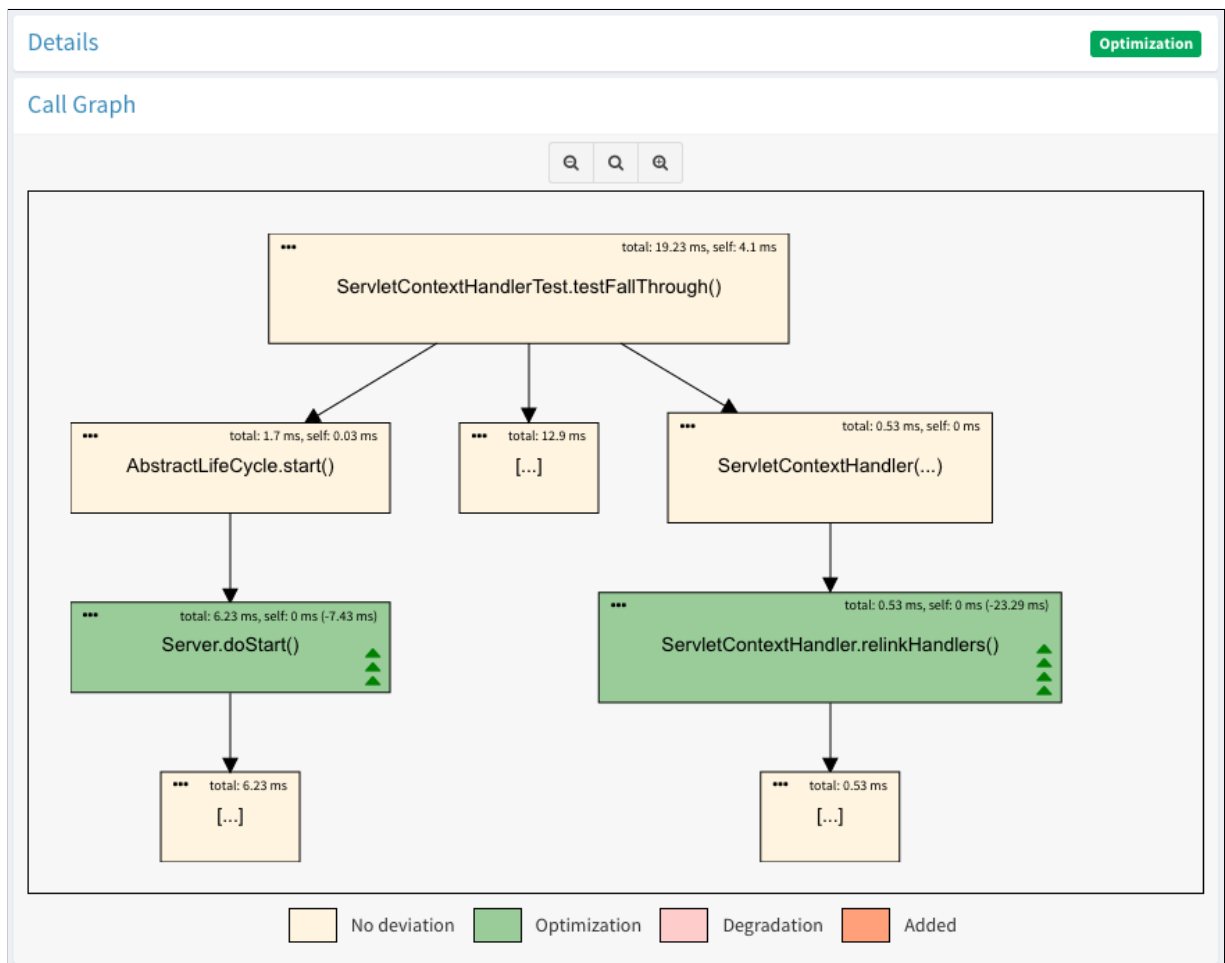 Details
Optimization
Call Graph
total: 19.23 ms, self: 4.1 ms
ServletContextHandlerTest.testFallThrough()
total: 1.7 ms, self: 0.03 ms
AbstractLifeCycle.start()
total: 12.9 ms
[...]
total: 0.53 ms, self: 0 ms
ServletContextHandler(...)
total: 6.23 ms, self: 0 ms (-7.43 ms)
Server.doStart()
total: 0.53 ms, self: 0 ms (-23.29 ms)
ServletContextHandler.relinkHandlers()
total: 6.23 ms
[...]
total: 0.53 ms
[...]
No deviation
Optimization
Degradation
Added